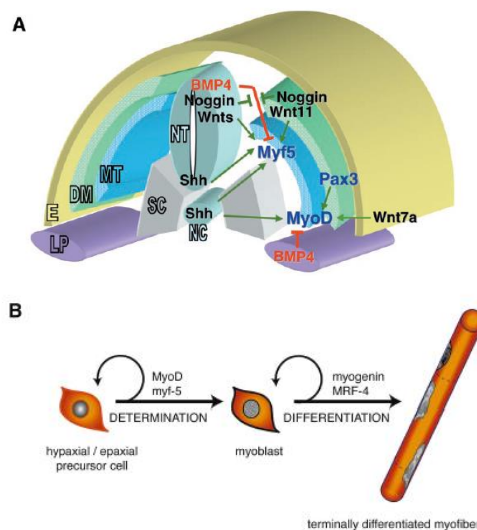 A
BMP4
Noggin
Wnts
Noggin
Wnt11
NT
Myf5
MT
Pax3
DM
Shh
SC
E
Shh
MyoD
Wnt7a
NC
LP
BMP4
B
MyoD
myf-5
myogenin
MRF-4
DETERMINATION
DIFFERENTIATION
hypaxial / epaxial
precursor cell
myoblast
terminally differentiated myofiber